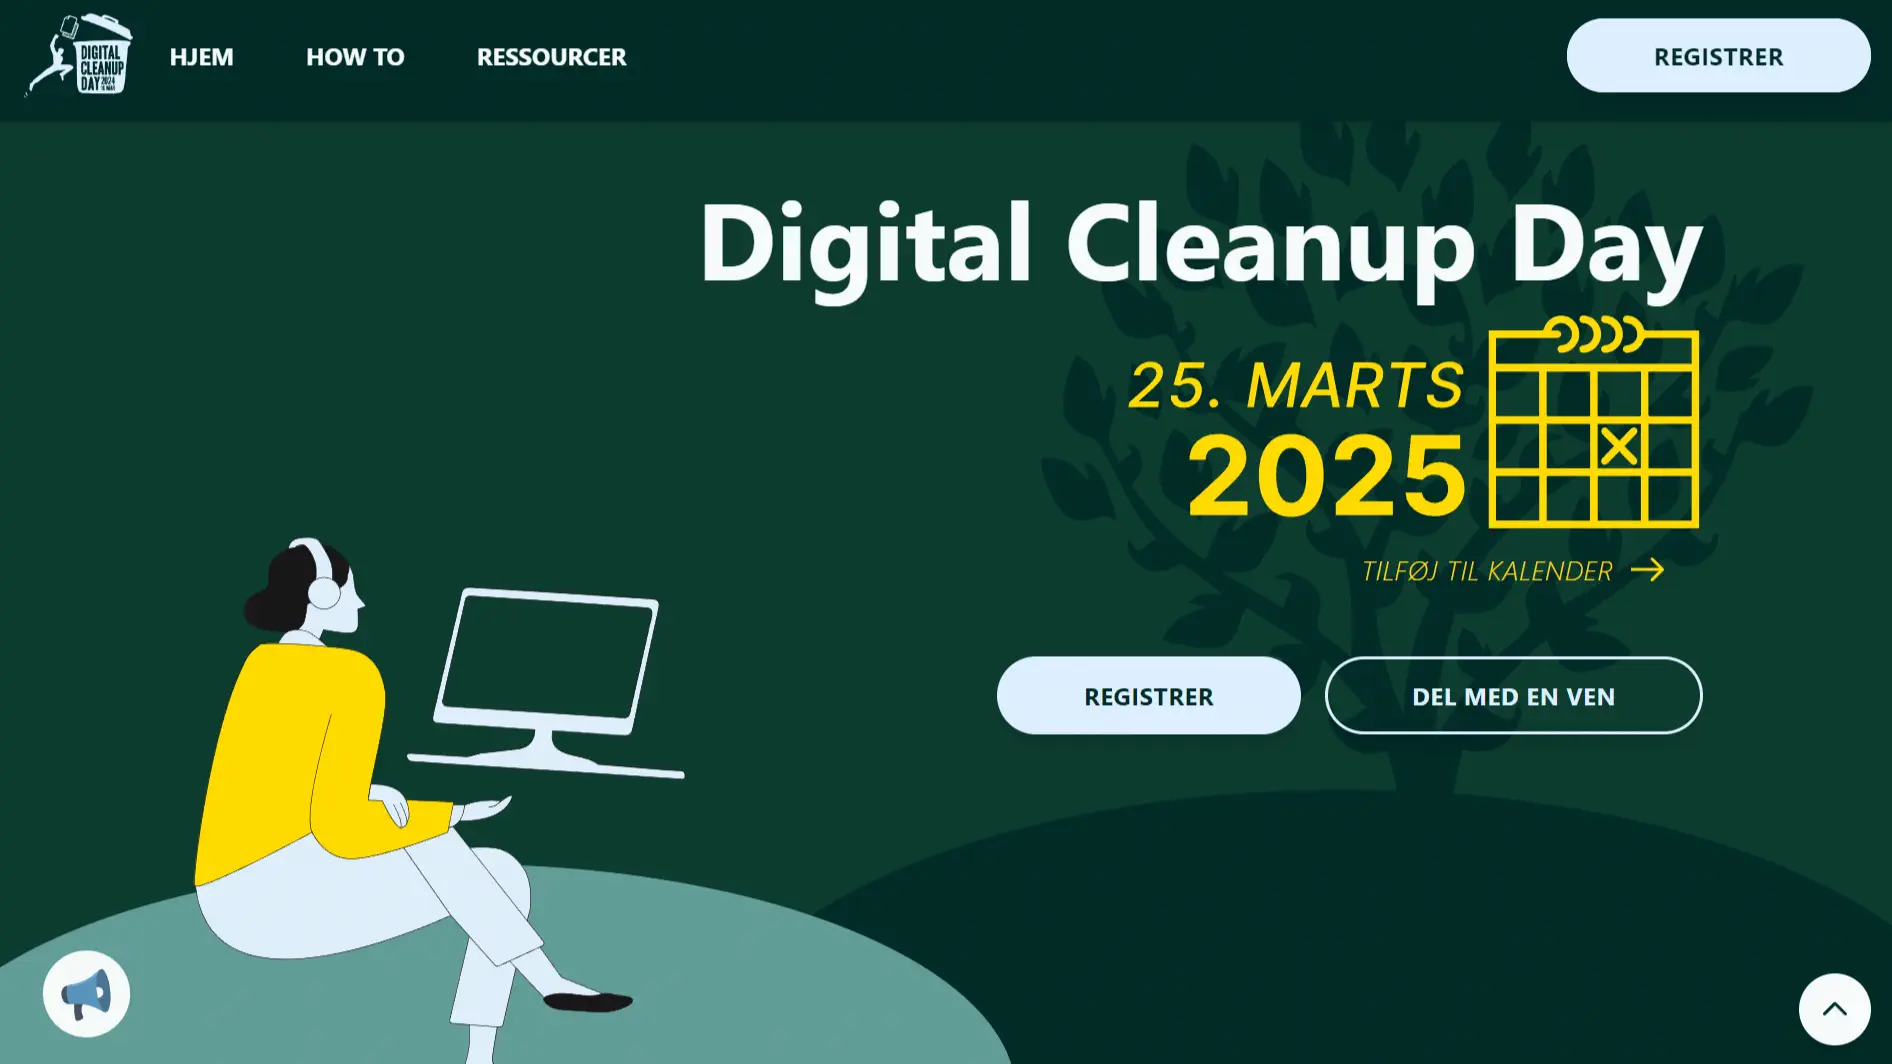 DIGITAL
CLEANUP
DAY 2024
HJEM
HOW TO
RESSOURCER
REGISTRER
Digital Cleanup Day
25. MARTS
2025
TILFØJ TIL KALENDER
REGISTRER
DEL MED EN VEN